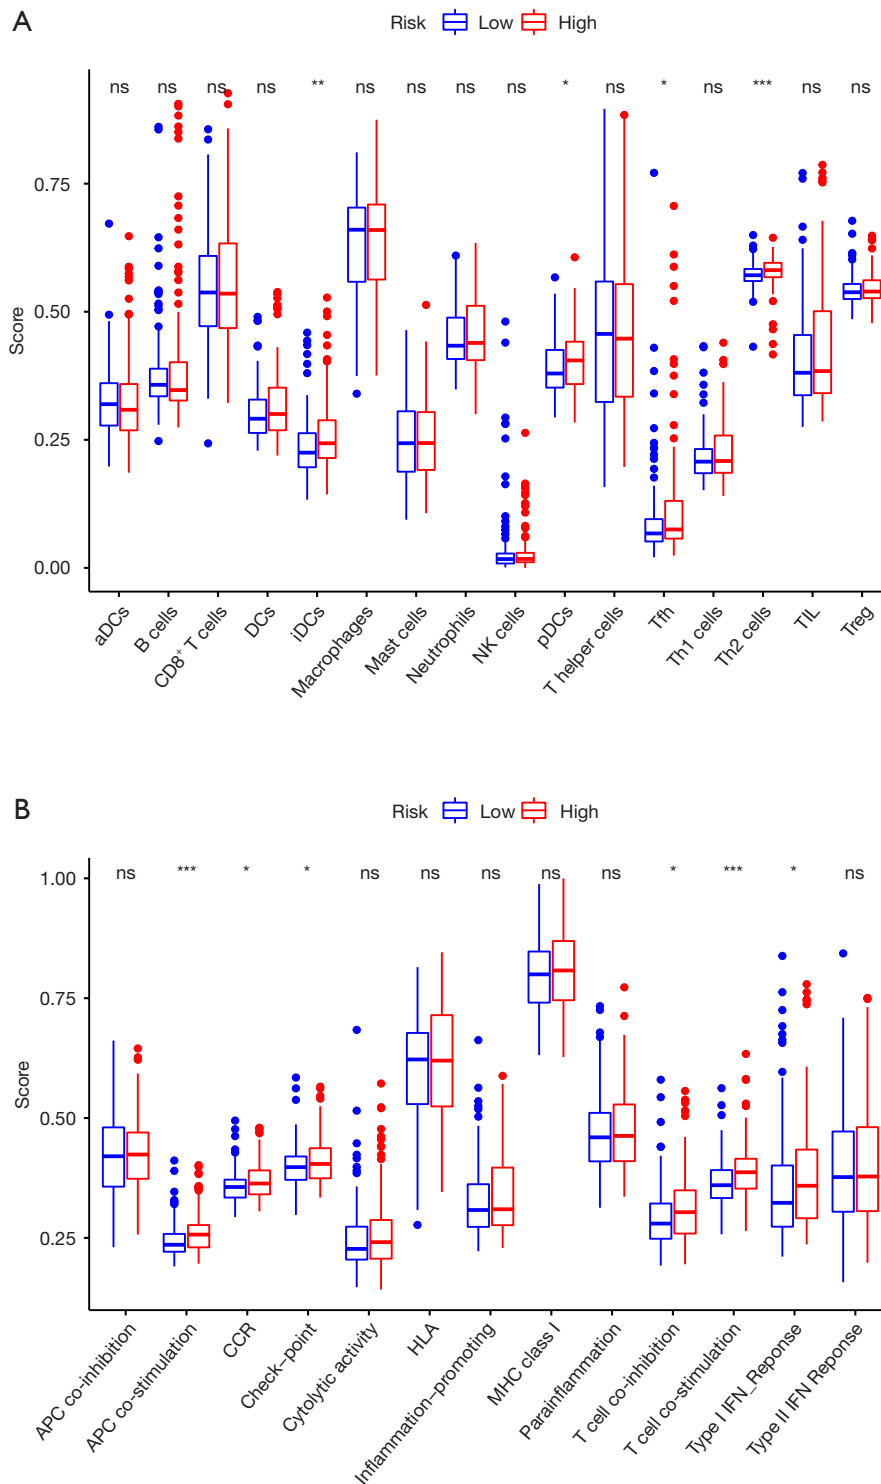 A
Risk Low High
ns ns ns ns ** ns ns ns ns * ns * ns *** ns ns
0.75
0.50
0.25
0.00
Score
aDCs
B cells
CD8+ T cells
DCs
iDCs
Macrophages
Mast cells
Neutrophils
NK cells
pDCs
T helper cells
Tfh
Th1 cells
Th2 cells
TIL
Treg
B
Risk Low High
ns *** * * ns ns ns ns ns * *** * ns
1.00
0.75
0.50
0.25
Score
APC co-inhibition
APC co-stimulation
CCR
Check-point
Cytolytic activity
HLA
Inflammation-promoting
MHC class I
Parainflammation
T cell co-inhibition
T cell co-stimulation
Type I IFN_Reponse
Type II IFN Reponse